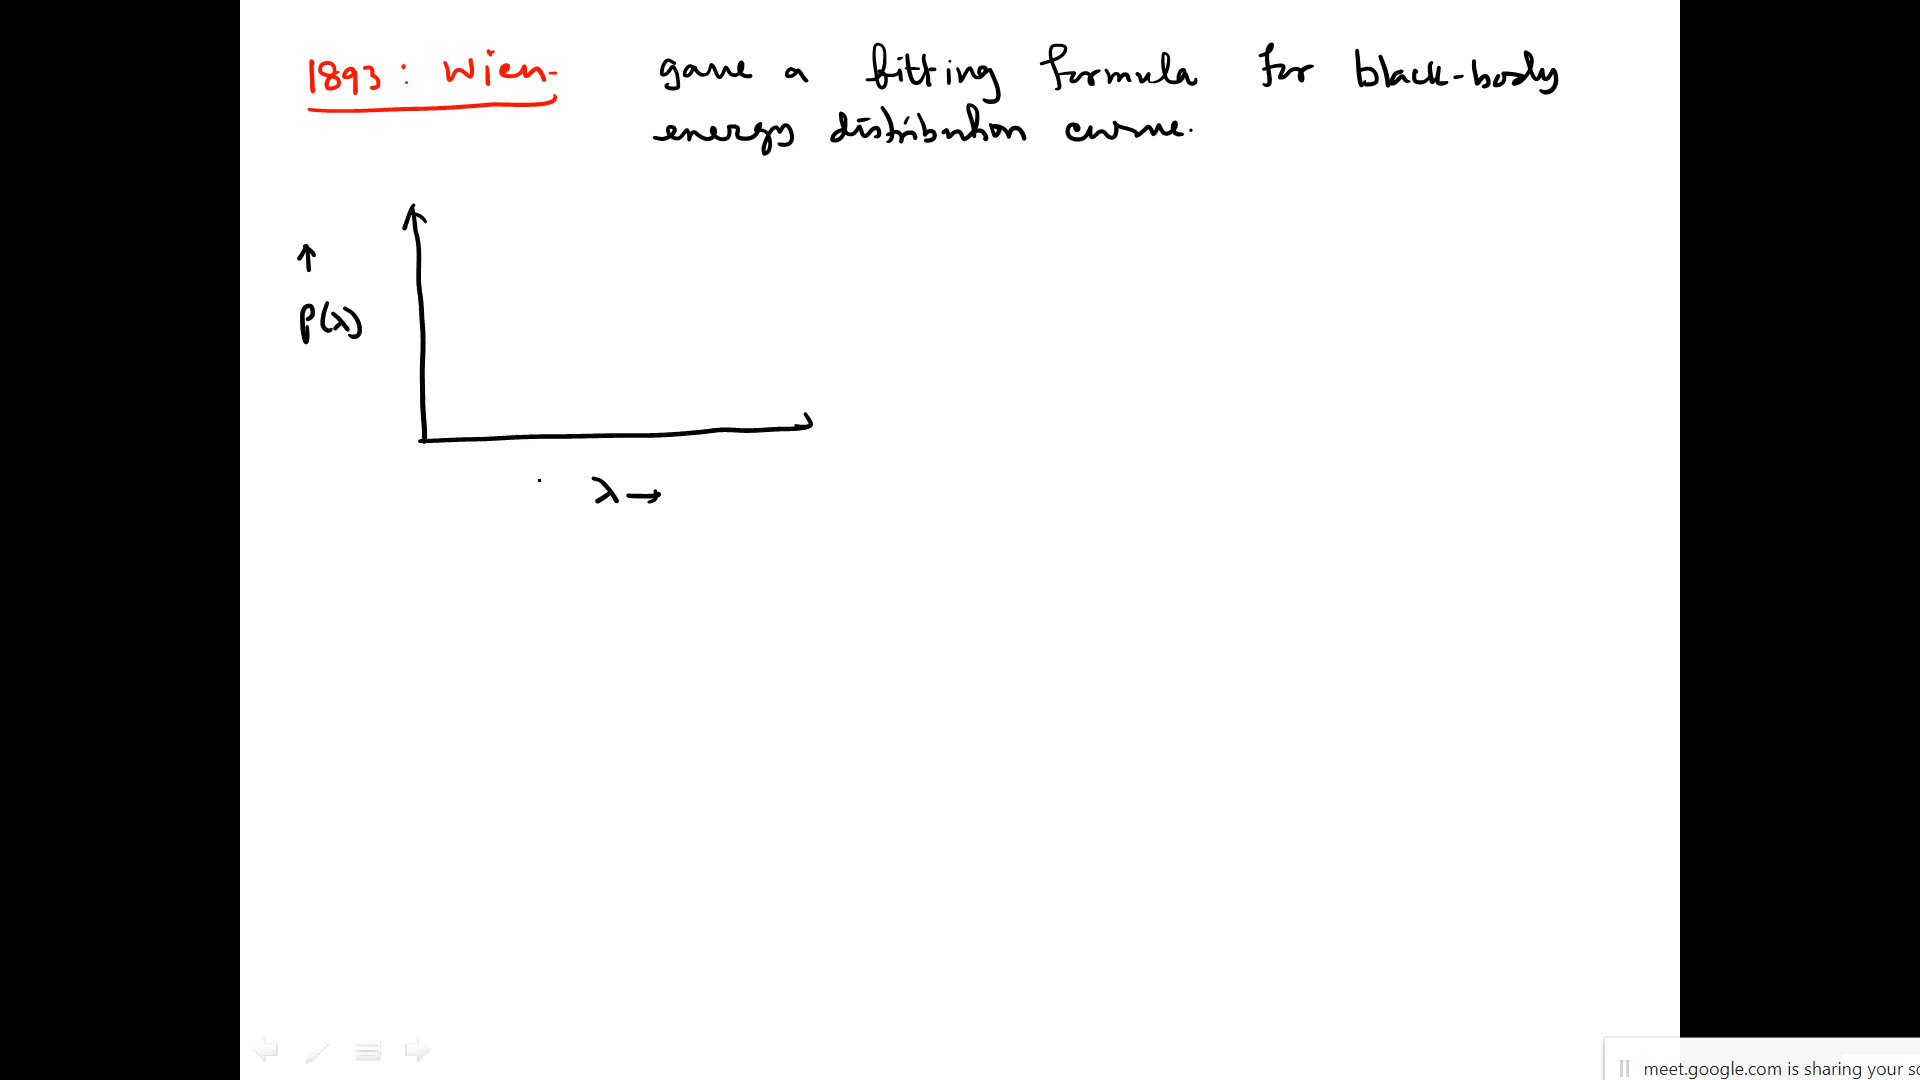 1893 : Wien - gave a fitting formula for black-body
energy distribution curve.
↑
ρ(λ)
λ →
meet.google.com is sharing your sc